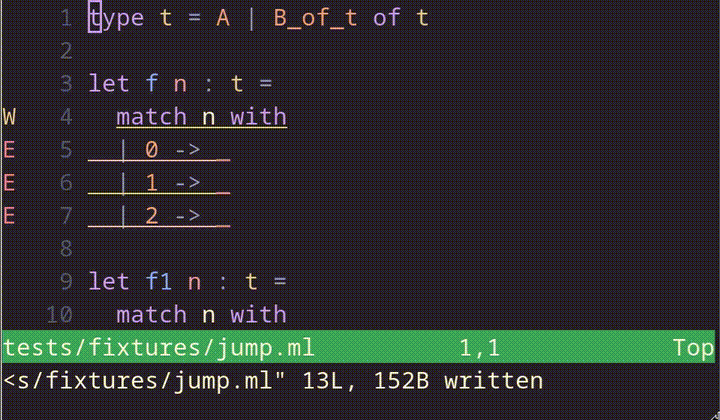 1 type t = A | B_of_t of t
2
3 let f n : t =
W 4 match n with
E 5 | 0 -> _
E 6 | 1 -> _
E 7 | 2 -> _
8
9 let f1 n : t =
10 match n with
tests/fixtures/jump.ml 1,1 Top
<s/fixtures/jump.ml" 13L, 152B written